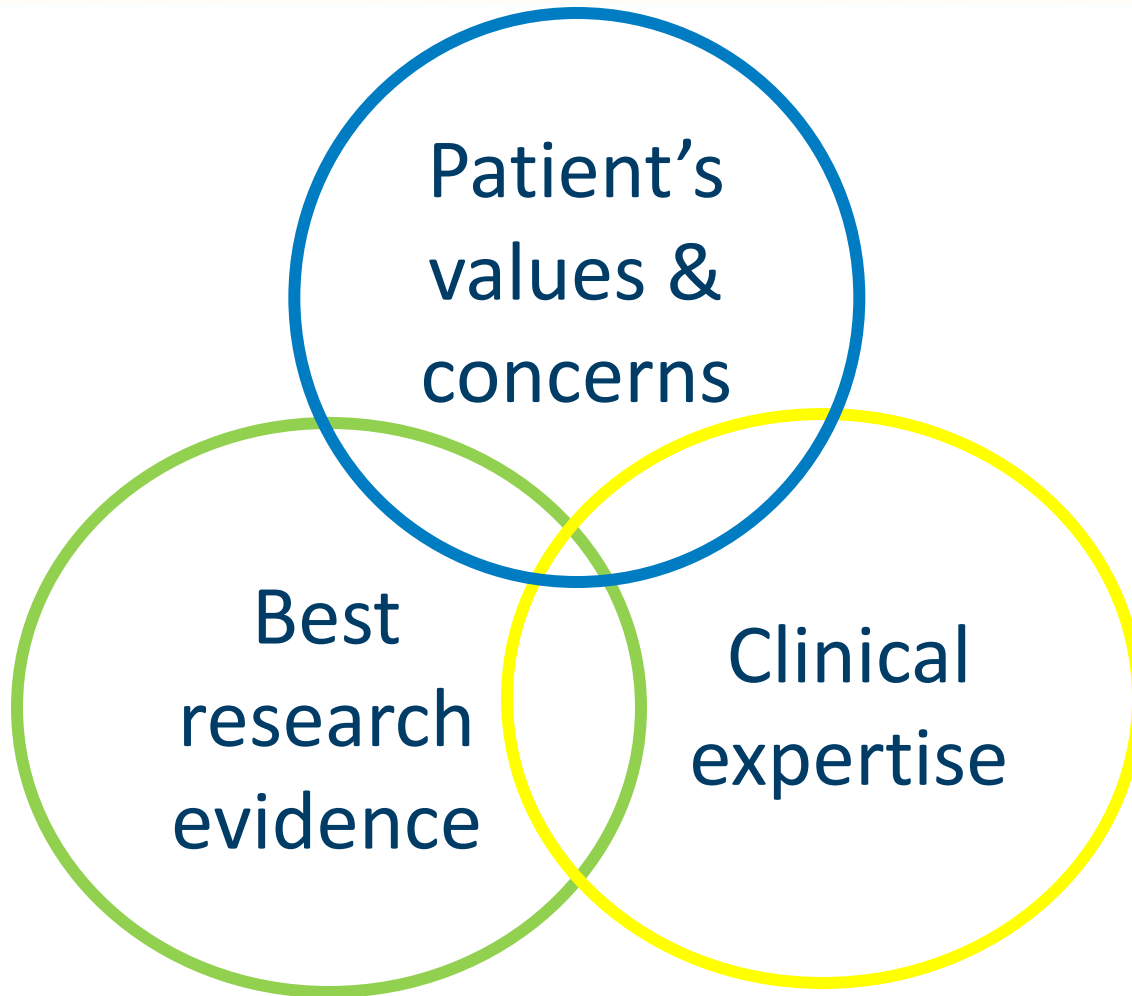 Patient’s
values &
concerns
Best
research
evidence
Clinical
expertise